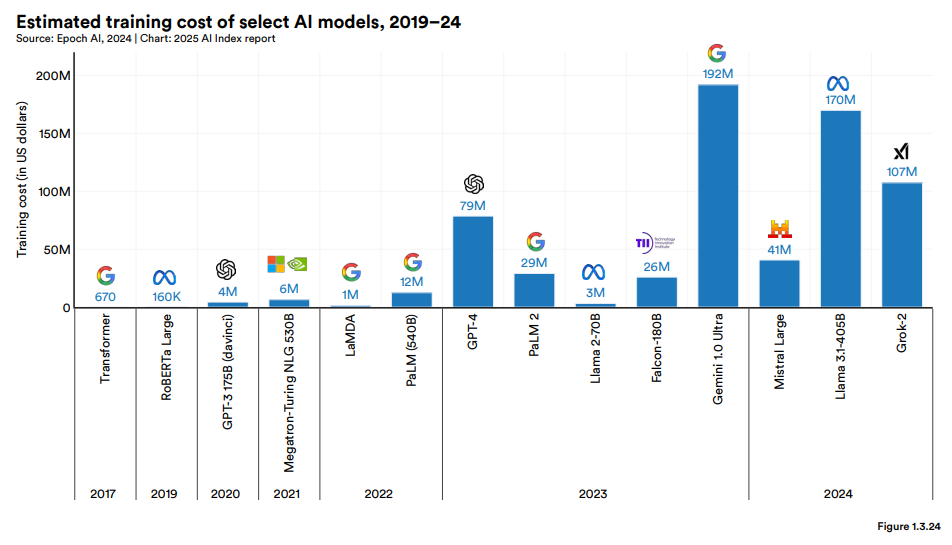 Estimated training cost of select AI models, 2019–24
Source: Epoch AI, 2024 | Chart: 2025 AI Index report
Training cost (in US dollars)
200M
150M
100M
50M
0
670
160K
4M
6M
1M
12M
79M
29M
3M
TII Technology Innovation Institute
26M
192M
41M
170M
107M
Transformer
RoBERTa Large
GPT-3 175B (davinci)
Megatron-Turing NLG 530B
LaMDA
PaLM (540B)
GPT-4
PaLM 2
Llama 2-70B
Falcon-180B
Gemini 1.0 Ultra
Mistral Large
Llama 3.1-405B
Grok-2
2017
2019
2020
2021
2022
2023
2024
Figure 1.3.24